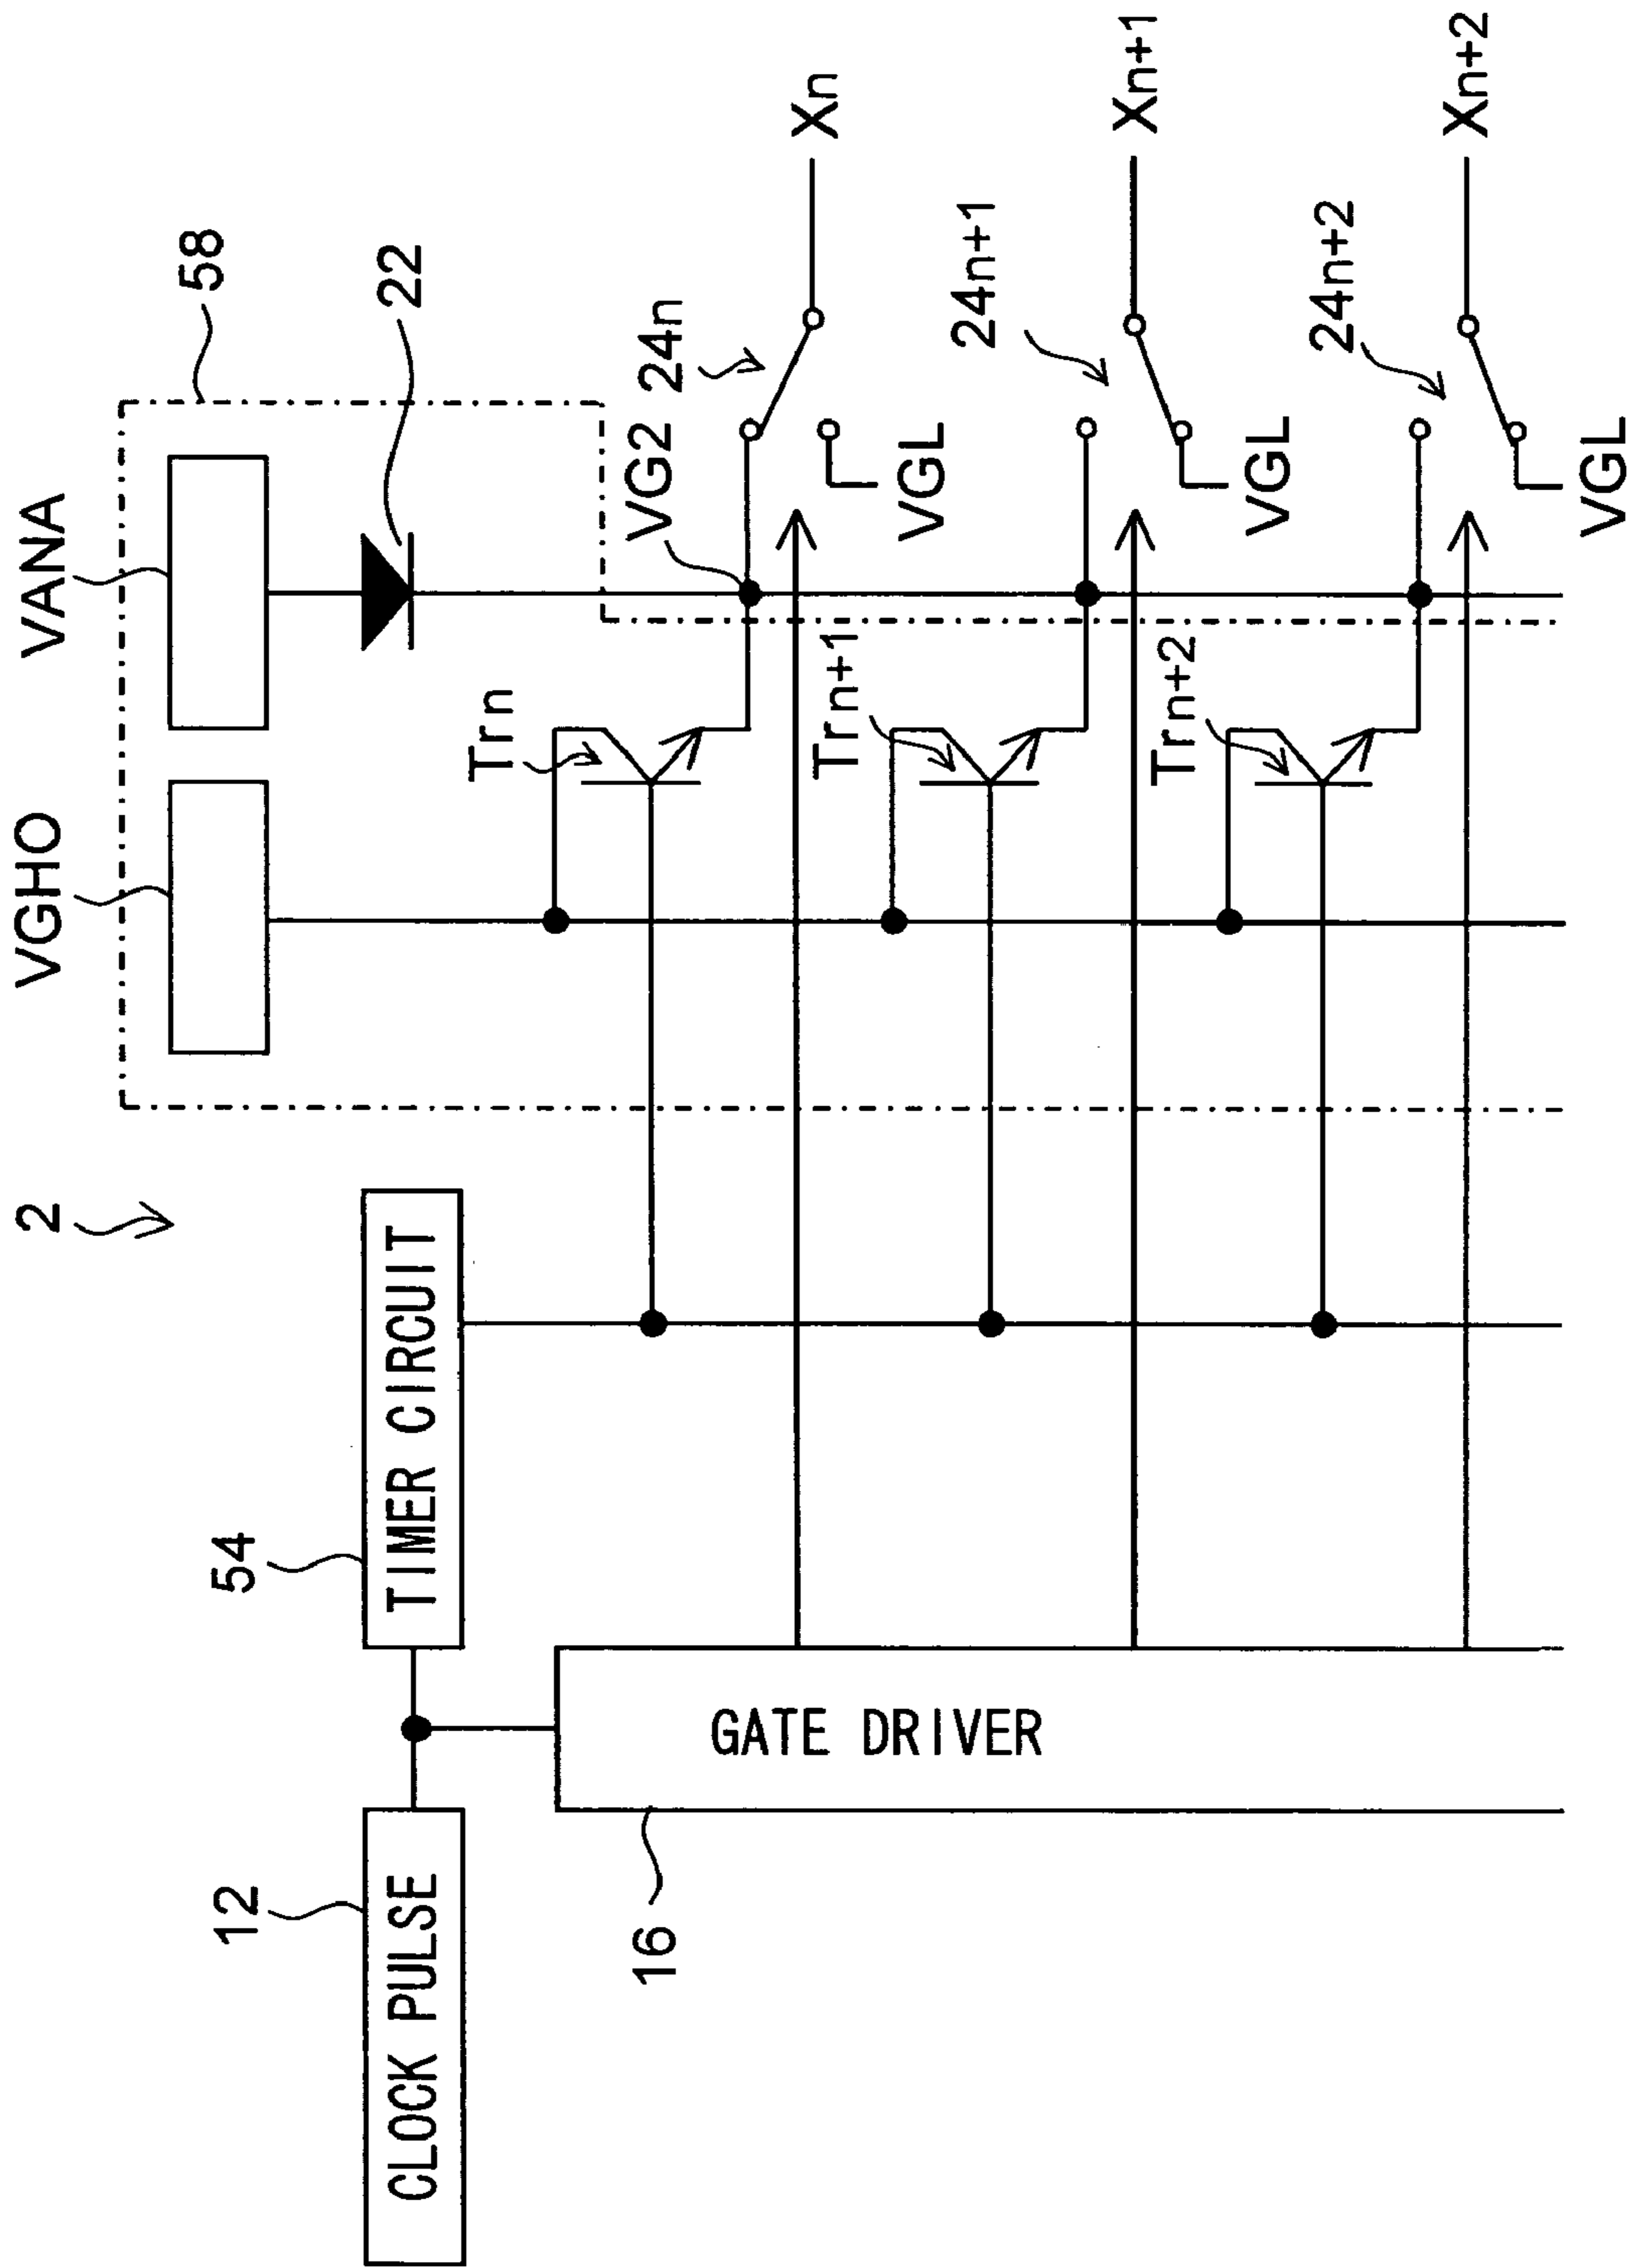 2
VGHO
VANA
58
22
12
CLOCK PULSE
54
TIMER CIRCUIT
16
GATE DRIVER
Trn
VG2
24n
Xn
VGL
Trn+1
24n+1
Xn+1
VGL
Trn+2
24n+2
Xn+2
VGL